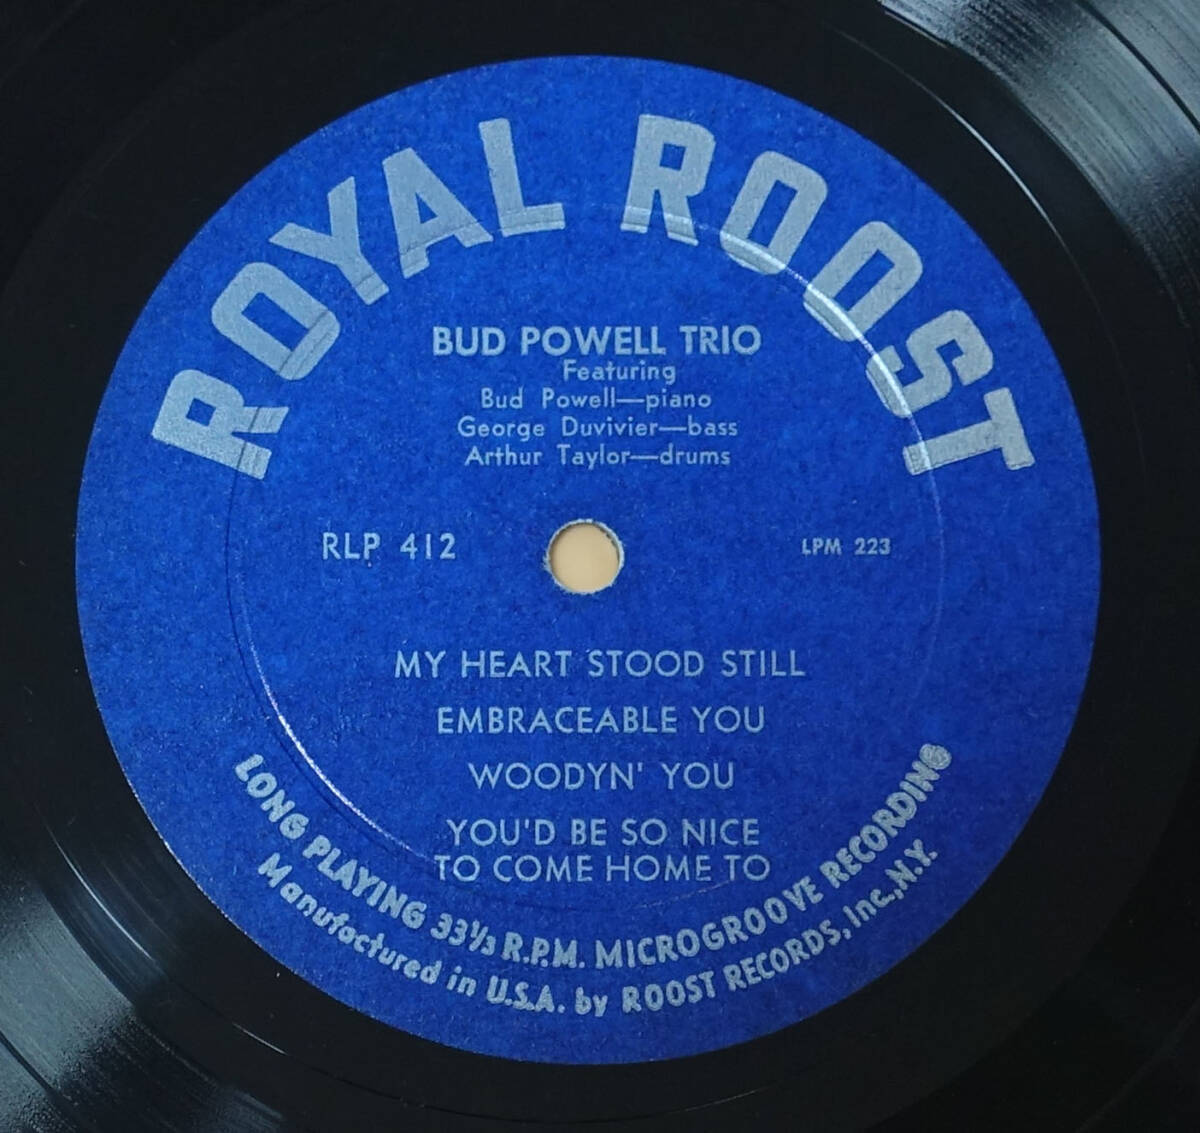 ROYAL ROOST
BUD POWELL TRIO
Featuring
Bud Powell—piano
George Duvivier—bass
Arthur Taylor—drums
RLP 412
LPM 223
MY HEART STOOD STILL
EMBRACEABLE YOU
WOODYN' YOU
YOU'D BE SO NICE
TO COME HOME TO
LONG PLAYING 33⅓ R.P.M. MICROGROOVE RECORDING
Manufactured in U.S.A. by ROOST RECORDS, Inc., N.Y.